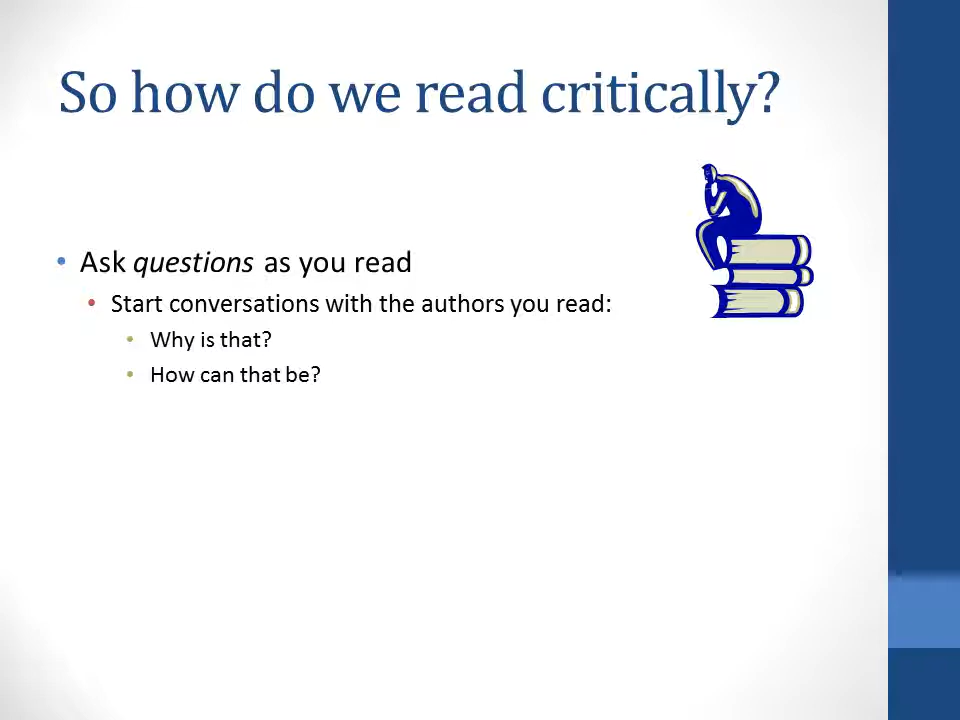 So how do we read critically?
• Ask questions as you read
• Start conversations with the authors you read:
• Why is that?
• How can that be?